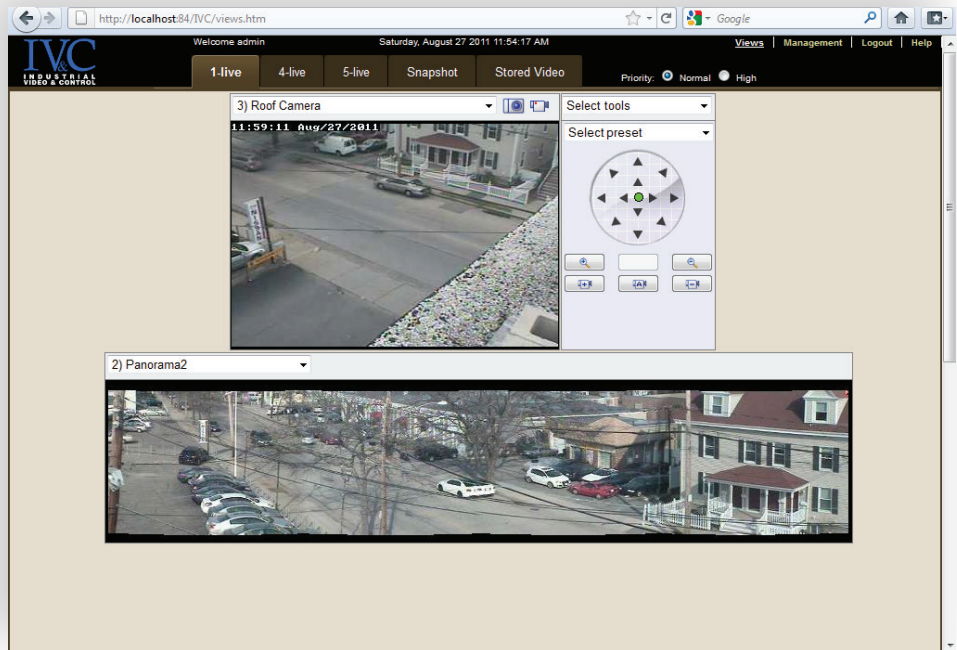 http://localhost:84/IVC/views.htm
Google
IV&C
INDUSTRIAL
VIDEO & CONTROL
Welcome admin
Saturday, August 27 2011 11:54:17 AM
Views | Management | Logout | Help
1-live
4-live
5-live
Snapshot
Stored Video
Priority: Normal High
3) Roof Camera
Select tools
11:59:11 Aug/27/2011
Select preset
NISSAN
A
2) Panorama2